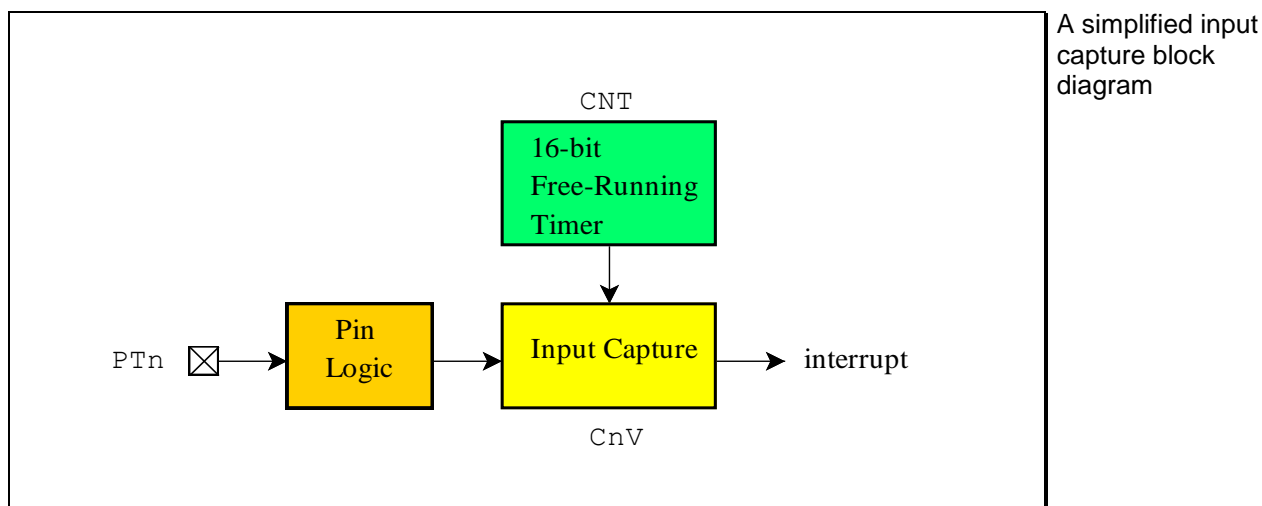 A simplified input
capture block
diagram
CNT
16-bit
Free-Running
Timer
PTn
Pin
Logic
Input Capture
interrupt
CnV